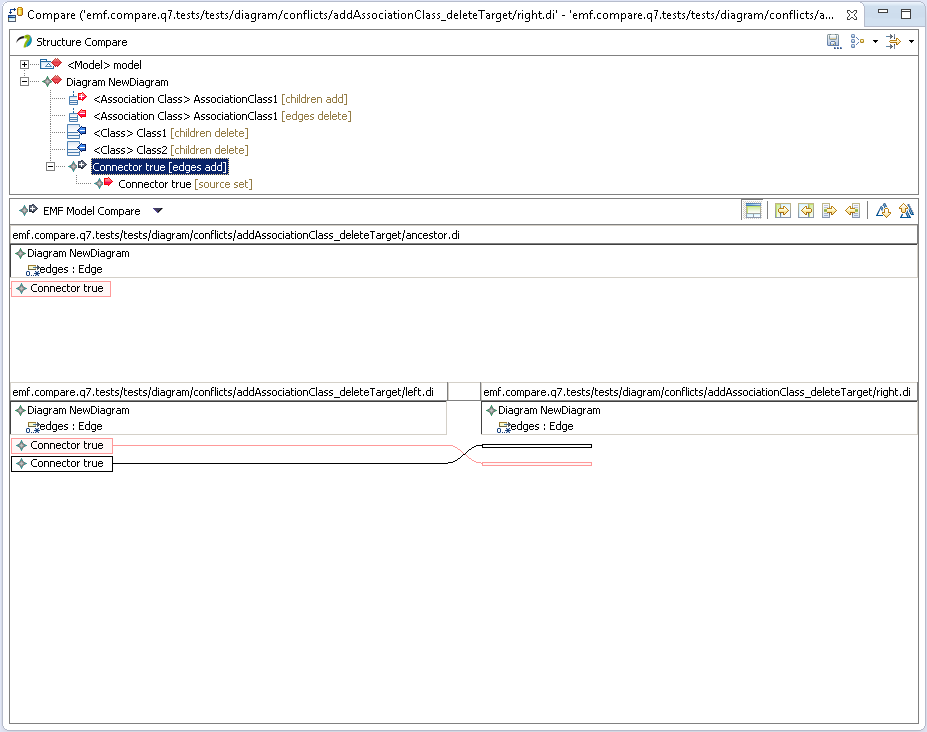 Compare ('emf.compare.q7.tests/tests/diagram/conflicts/addAssociationClass_deleteTarget/right.di' - 'emf.compare.q7.tests/tests/diagram/conflicts/a...
Structure Compare
<Model> model
Diagram NewDiagram
<Association Class> AssociationClass1 [children add]
<Association Class> AssociationClass1 [edges delete]
<Class> Class1 [children delete]
<Class> Class2 [children delete]
Connector true [edges add]
Connector true [source set]
EMF Model Compare
emf.compare.q7.tests/tests/diagram/conflicts/addAssociationClass_deleteTarget/ancestor.di
Diagram NewDiagram
0..* edges : Edge
Connector true
emf.compare.q7.tests/tests/diagram/conflicts/addAssociationClass_deleteTarget/left.di
emf.compare.q7.tests/tests/diagram/conflicts/addAssociationClass_deleteTarget/right.di
Diagram NewDiagram
Diagram NewDiagram
0..* edges : Edge
0..* edges : Edge
Connector true
Connector true